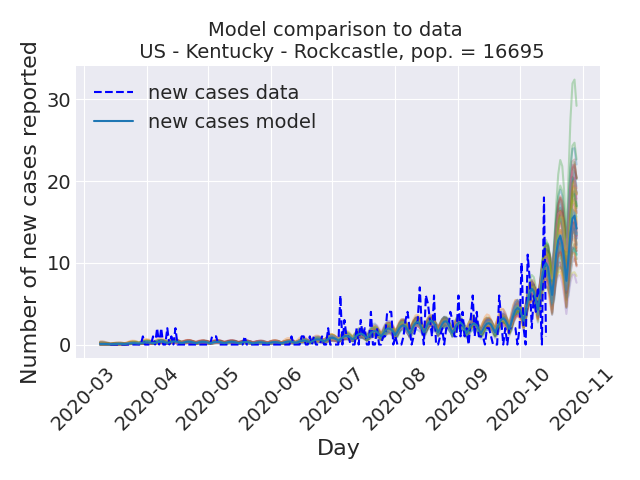 Model comparison to data
US - Kentucky - Rockcastle, pop. = 16695
Number of new cases reported
30
20
10
0
new cases data
new cases model
2020-03
2020-04
2020-05
2020-06
2020-07
2020-08
2020-09
2020-10
2020-11
Day